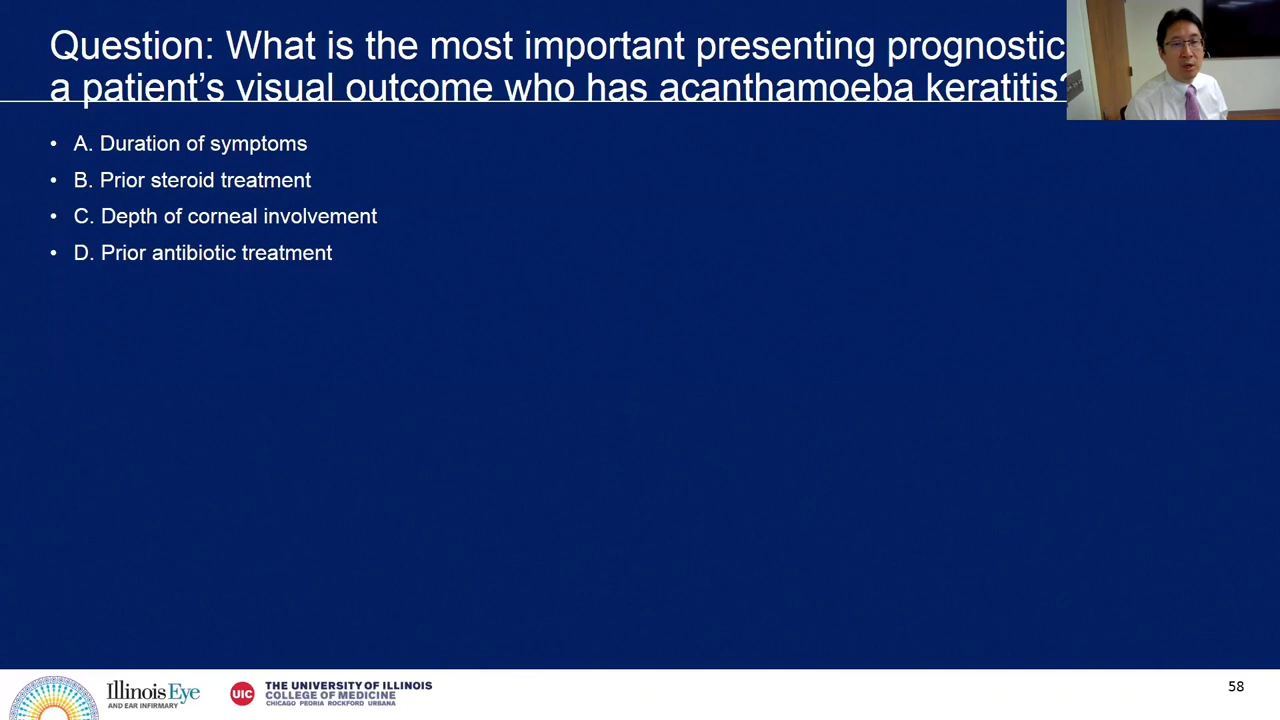 Question: What is the most important presenting prognostic
a patient’s visual outcome who has acanthamoeba keratitis?
• A. Duration of symptoms
• B. Prior steroid treatment
• C. Depth of corneal involvement
• D. Prior antibiotic treatment
Illinois Eye
AND EAR INFIRMARY
UIC
THE UNIVERSITY OF ILLINOIS
COLLEGE OF MEDICINE
CHICAGO PEORIA ROCKFORD URBANA
58